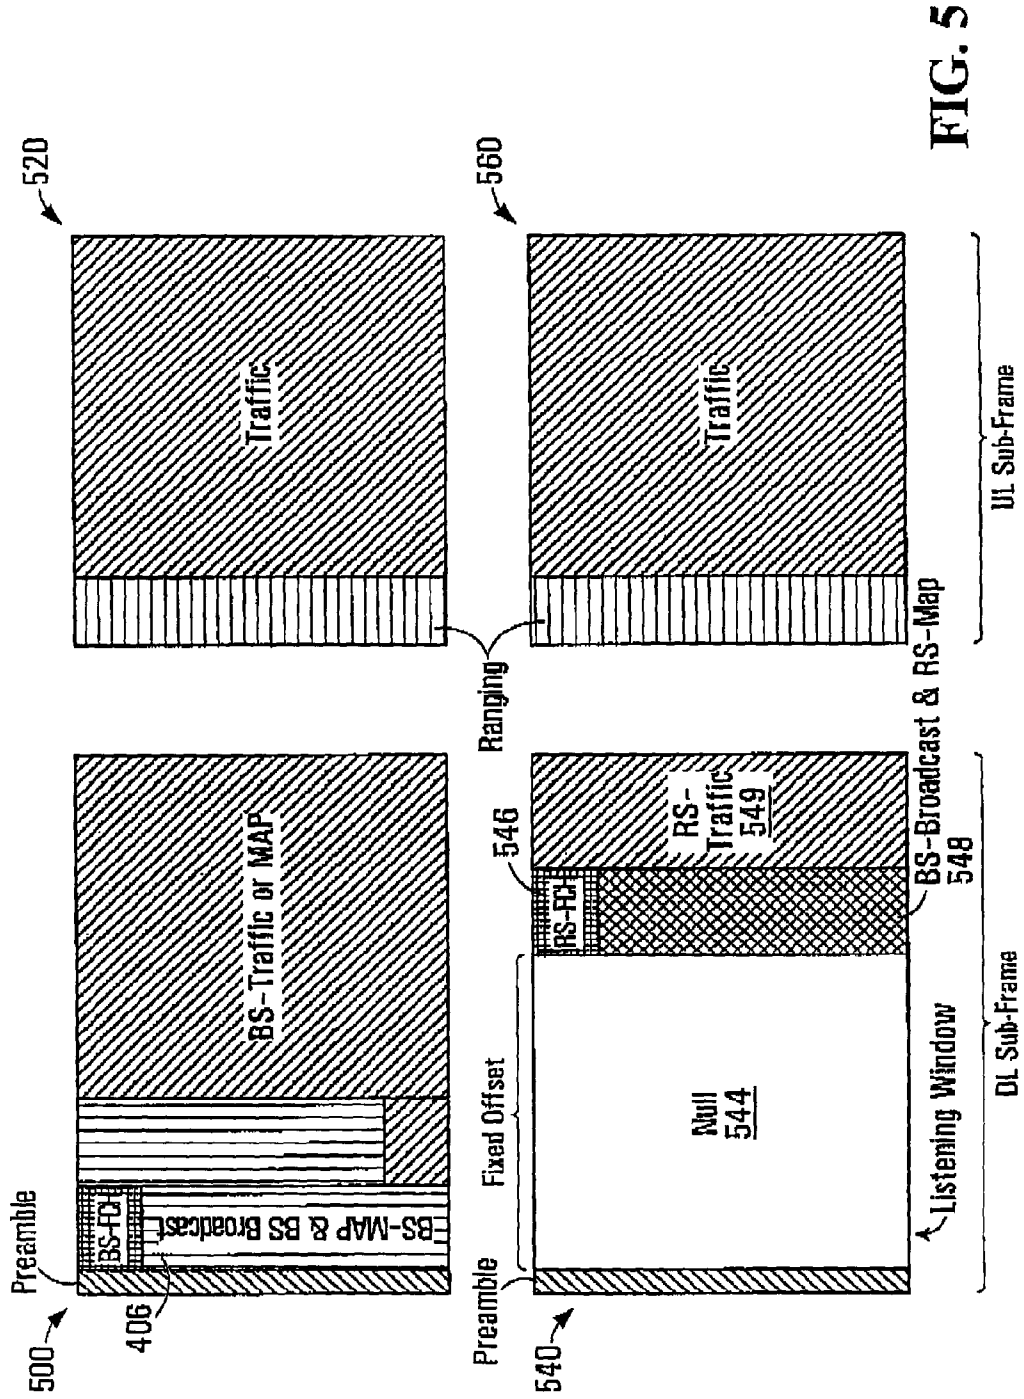 500
Preamble
BS-FCH
406
BS-MAP & BS Broadcast
BS-Traffic or MAP
520
Traffic
Ranging
540
Preamble
Fixed Offset
Null
544
RS-FCH
546
RS-
Traffic
549
BS-Broadcast & RS-Map
548
Listening Window
560
Traffic
DL Sub-Frame
UL Sub-Frame
FIG. 5